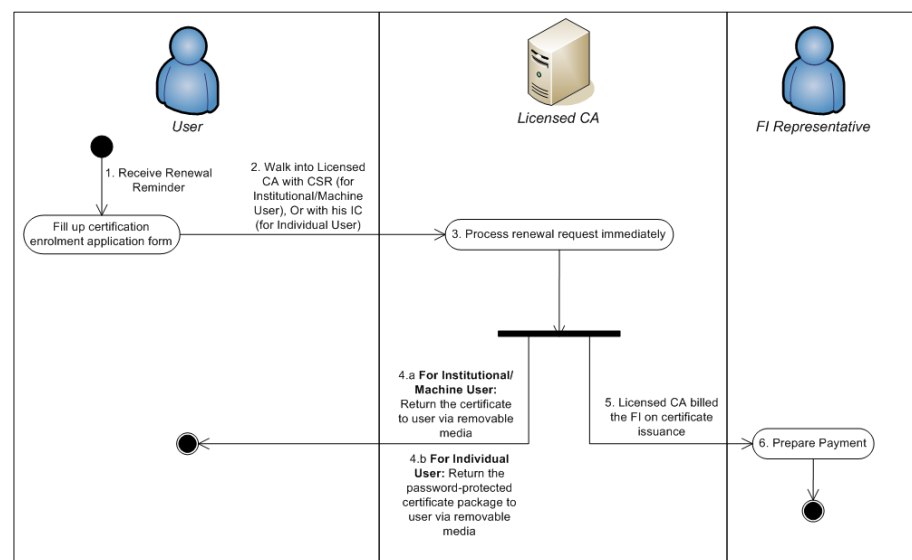 User
Licensed CA
FI Representative
1. Receive Renewal
Reminder
Fill up certification
enrolment application form
2. Walk into Licensed
CA with CSR (for
Institutional/Machine
User), Or with his IC
(for Individual User)
3. Process renewal request immediately
4.a For Institutional/
Machine User:
Return the certificate
to user via removable
media
4.b For Individual
User: Return the
password-protected
certificate package to
user via removable
media
5. Licensed CA billed
the FI on certificate
issuance
6. Prepare Payment